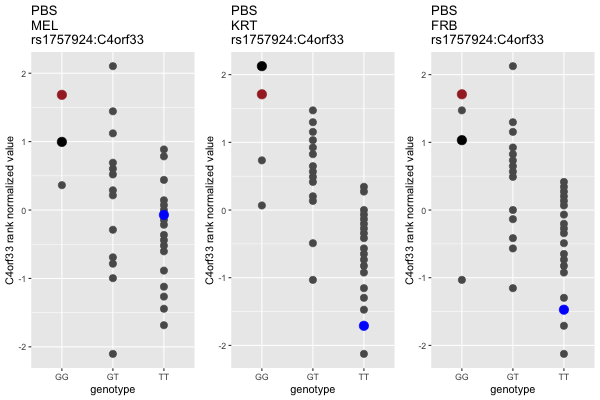 PBS
MEL
rs1757924:C4orf33
C4orf33 rank normalized value
2
1
0
-1
-2
GG GT TT
genotype
PBS
KRT
rs1757924:C4orf33
C4orf33 rank normalized value
2
1
0
-1
-2
GG GT TT
genotype
PBS
FRB
rs1757924:C4orf33
C4orf33 rank normalized value
2
1
0
-1
-2
GG GT TT
genotype